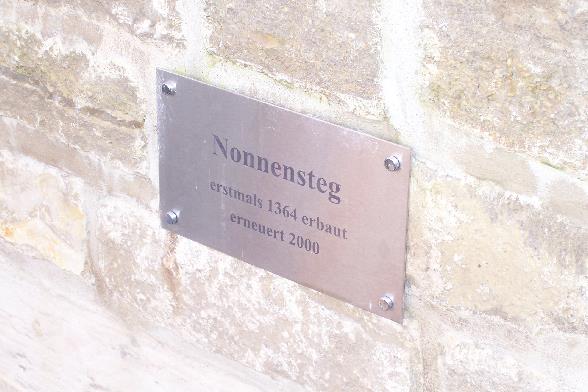 Nonnensteg
erstmals 1364 erbaut
erneuert 2000